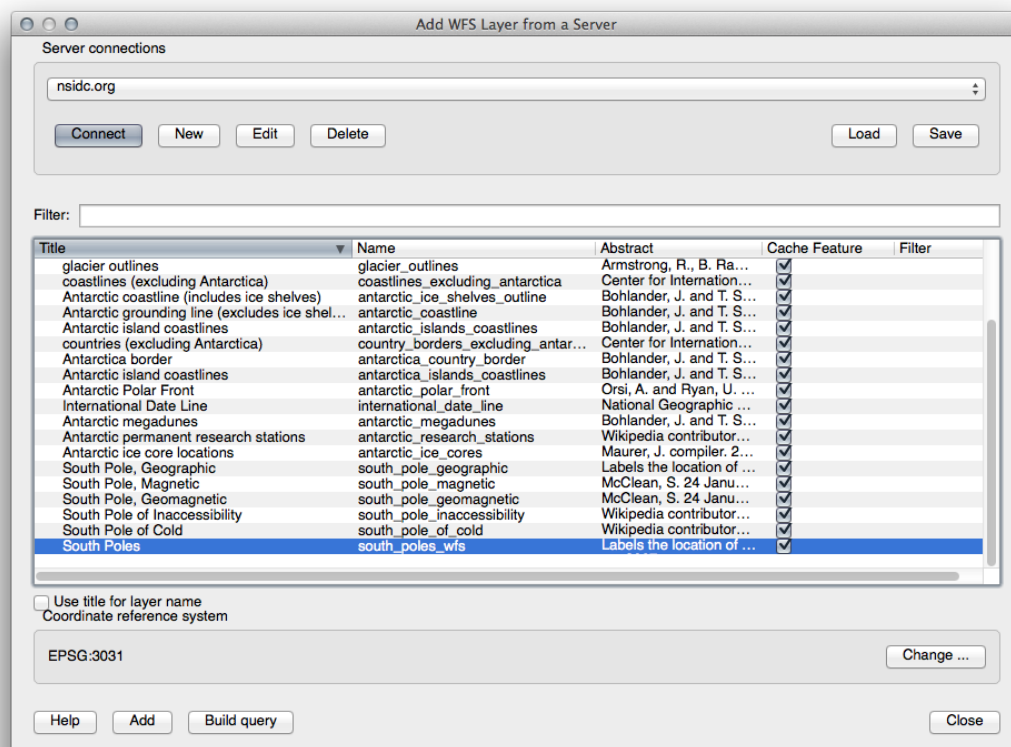 Add WFS Layer from a Server
Server connections
nsidc.org
Connect New Edit Delete Load Save
Filter:
Title Name Abstract Cache Feature Filter
glacier outlines glacier_outlines Armstrong, R., B. Ra...
coastlines (excluding Antarctica) coastlines_excluding_antarctica Center for Internation...
Antarctic coastline (includes ice shelves) antarctic_ice_shelves_outline Bohlander, J. and T. S...
Antarctic grounding line (excludes ice shel... antarctic_coastline Bohlander, J. and T. S...
Antarctic island coastlines antarctic_islands_coastlines Bohlander, J. and T. S...
countries (excluding Antarctica) country_borders_excluding_antar... Center for Internation...
Antarctica border antarctica_country_border Bohlander, J. and T. S...
Antarctic island coastlines antarctica_islands_coastlines Bohlander, J. and T. S...
Antarctic Polar Front antarctic_polar_front Orsi, A. and Ryan, U. ...
International Date Line international_date_line National Geographic ...
Antarctic megadunes antarctic_megadunes Bohlander, J. and T. S...
Antarctic permanent research stations antarctic_research_stations Wikipedia contributor...
Antarctic ice core locations antarctic_ice_cores Maurer, J. compiler. 2...
South Pole, Geographic south_pole_geographic Labels the location of ...
South Pole, Magnetic south_pole_magnetic McClean, S. 24 Janu...
South Pole, Geomagnetic south_pole_geomagnetic McClean, S. 24 Janu...
South Pole of Inaccessibility south_pole_inaccessibility Wikipedia contributor...
South Pole of Cold south_pole_of_cold Wikipedia contributor...
South Poles south_poles_wfs Labels the location of ...
Use title for layer name
Coordinate reference system
EPSG:3031 Change ...
Help Add Build query Close